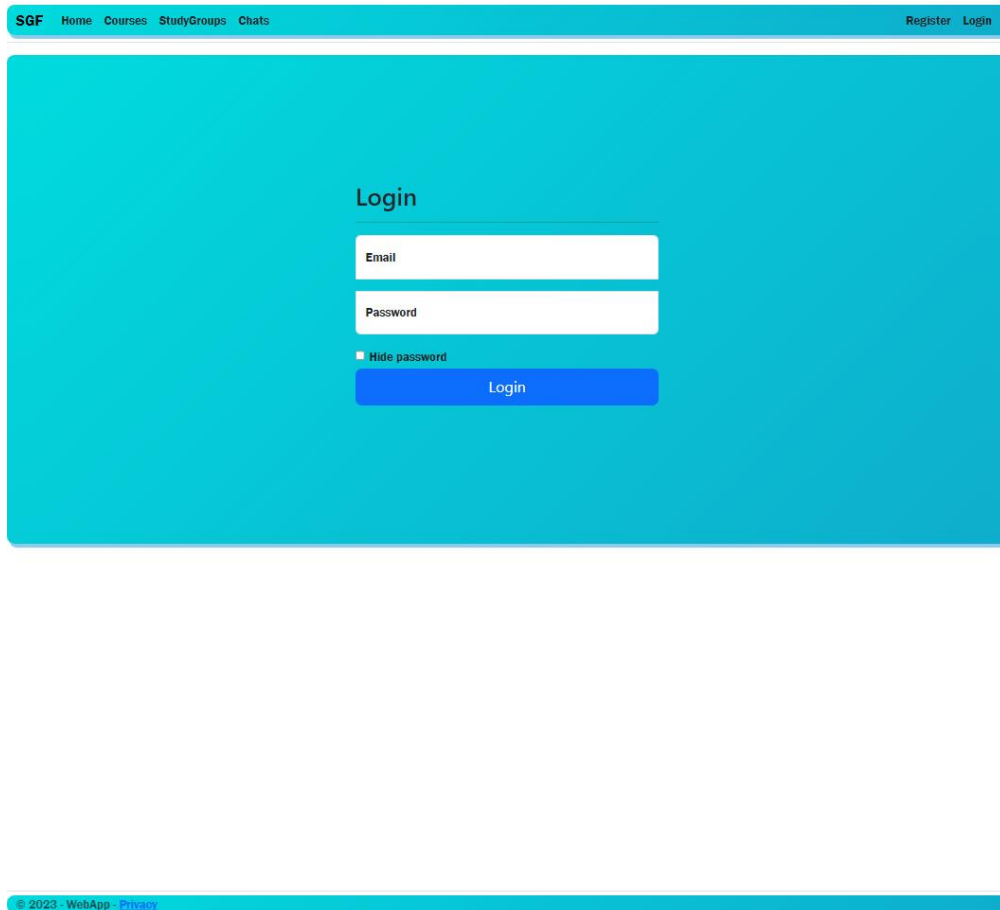 SGF Home Courses StudyGroups Chats Register Login
Login
Email
Password
Hide password
Login
© 2023 - WebApp - Privacy